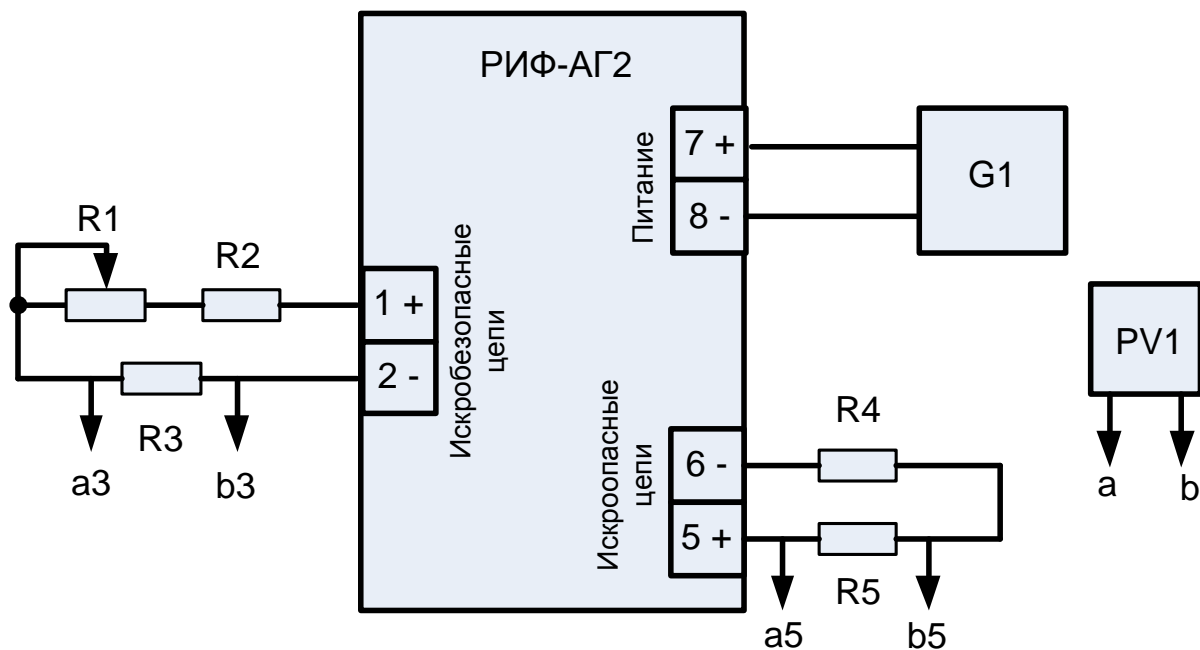 РИФ-АГ2
Питание
7 +
8 -
G1
R1
R2
1 +
2 -
Искробезопасные
цепи
R3
a3
b3
PV1
a
b
Искроопасные
цепи
6 -
5 +
R4
R5
a5
b5